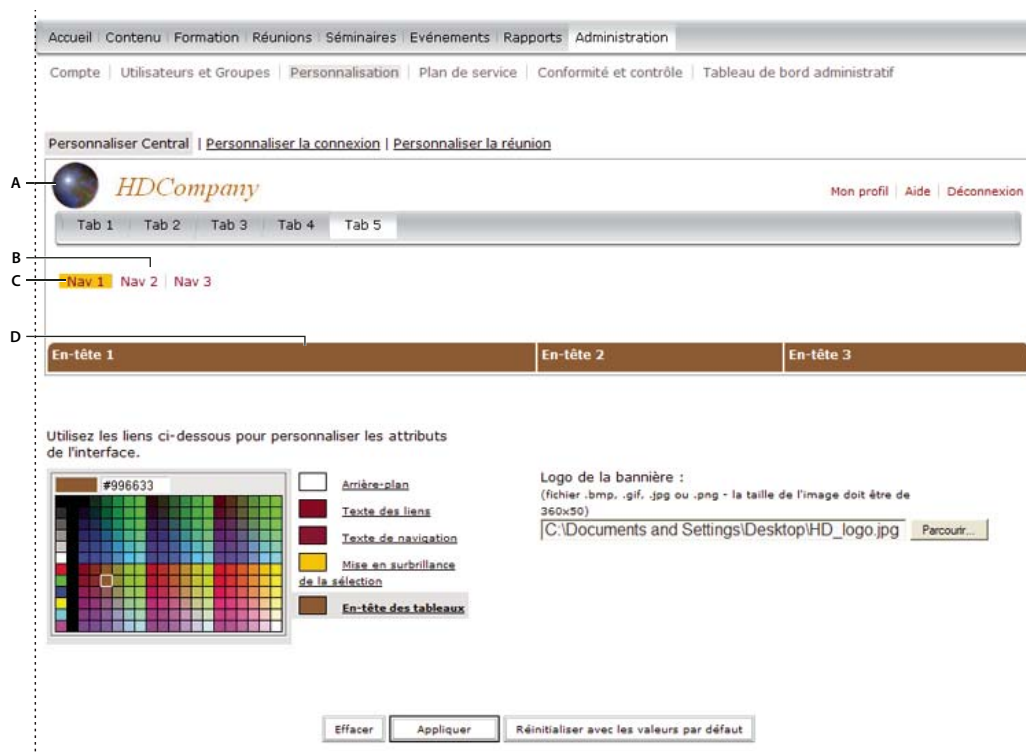 Accueil Contenu Formation Réunions Séminaires Evénements Rapports Administration
Compte Utilisateurs et Groupes Personnalisation Plan de service Conformité et contrôle Tableau de bord administratif
Personnaliser Central | Personnaliser la connexion | Personnaliser la réunion
A
HDCompany
Mon profil Aide Déconnexion
Tab 1 Tab 2 Tab 3 Tab 4 Tab 5
B
C
Nav 1 Nav 2 Nav 3
D
En-tête 1 En-tête 2 En-tête 3
Utilisez les liens ci-dessous pour personnaliser les attributs
de l'interface.
#996633
Arrière-plan
Texte des liens
Texte de navigation
Mise en surbrillance
de la sélection
En-tête des tableaux
Logo de la bannière :
(fichier .bmp, .gif, .jpg ou .png - la taille de l'image doit être de
360x50)
C:\Documents and Settings\Desktop\HD_logo.jpg Parcourir...
Effacer Appliquer Réinitialiser avec les valeurs par défaut